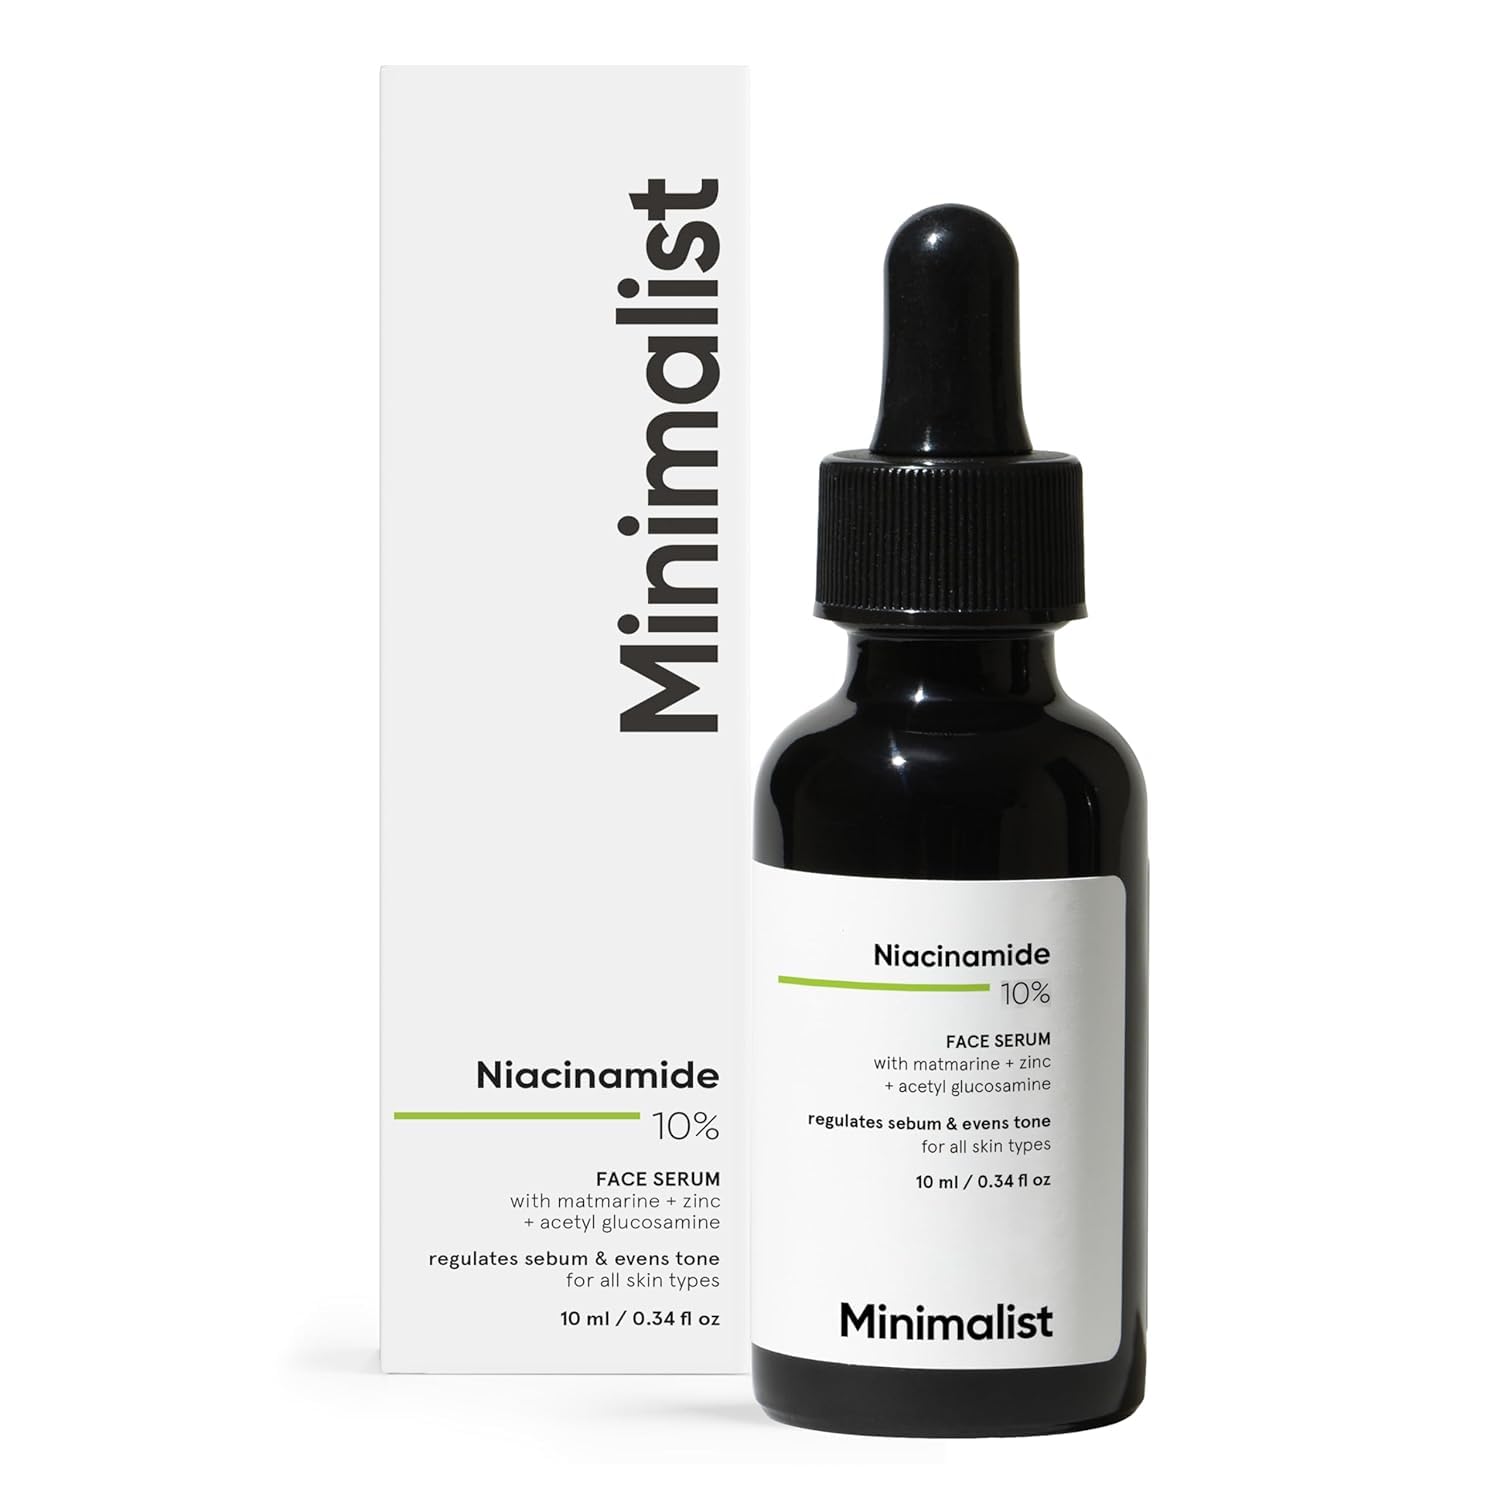 Minimalist
Niacinamide
10%
FACE SERUM
with matmarine + zinc
+ acetyl glucosamine
regulates sebum & evens tone
for all skin types
10 ml / 0.34 fl oz
Niacinamide
10%
FACE SERUM
with matmarine + zinc
+ acetyl glucosamine
regulates sebum & evens tone
for all skin types
10 ml / 0.34 fl oz
Minimalist